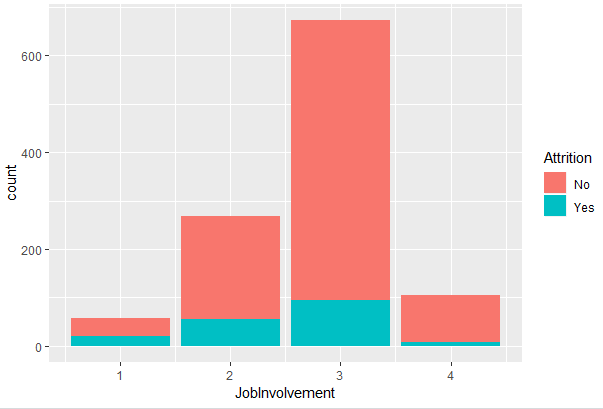 600
400
200
0
count
1 2 3 4
JobInvolvement
Attrition
No
Yes